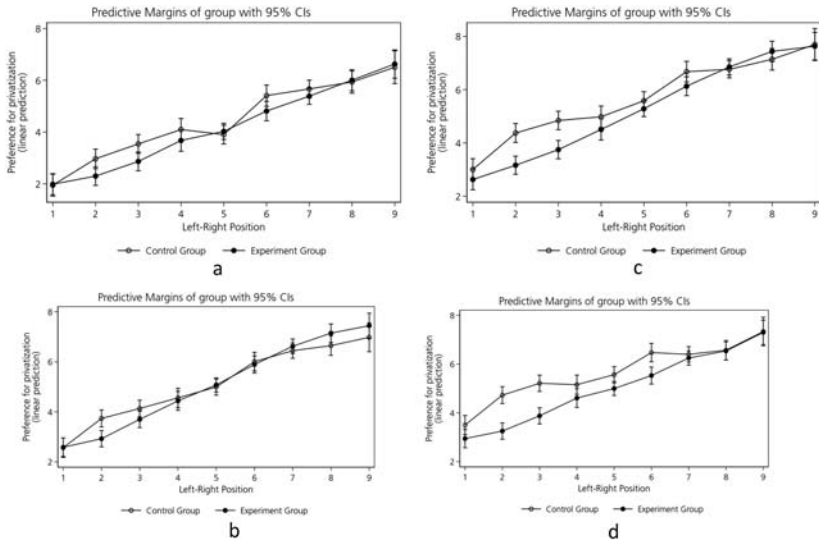 Predictive Margins of group with 95% CIs
Preference for privatization
(linear prediction)
8
6
4
2
1 2 3 4 5 6 7 8 9
Left-Right Position
Control Group Experiment Group
a
Predictive Margins of group with 95% CIs
Preference for privatization
(linear prediction)
8
6
4
2
1 2 3 4 5 6 7 8 9
Left-Right Position
Control Group Experiment Group
c
Predictive Margins of group with 95% CIs
Preference for privatization
(linear prediction)
8
6
4
2
1 2 3 4 5 6 7 8 9
Left-Right Position
Control Group Experiment Group
b
Predictive Margins of group with 95% CIs
Preference for privatization
(linear prediction)
8
6
4
2
1 2 3 4 5 6 7 8 9
Left-Right Position
Control Group Experiment Group
d